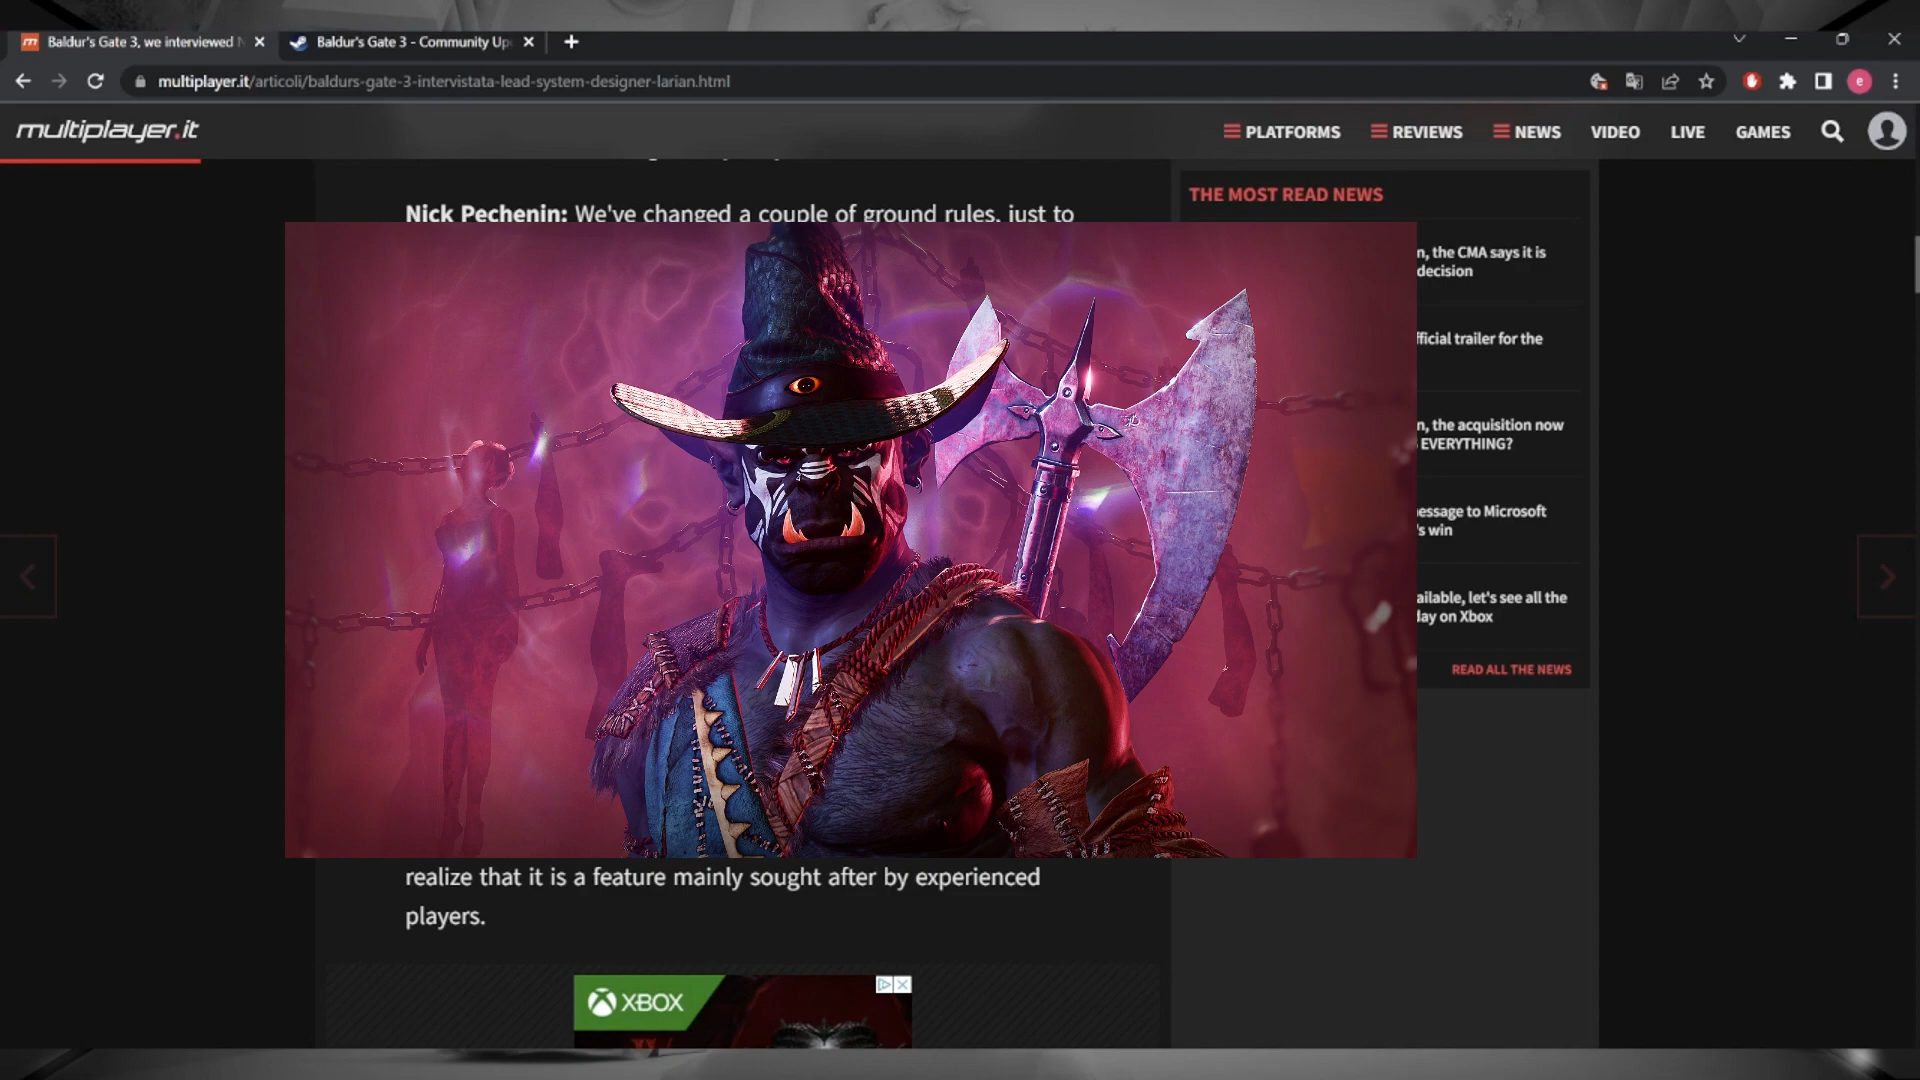 Baldur's Gate 3, we interviewed N
Baldur's Gate 3 - Community Up
multiplayer.it/articoli/baldurs-gate-3-intervistata-lead-system-designer-larian.html
e
multiplayer.it
PLATFORMS
REVIEWS
NEWS
VIDEO
LIVE
GAMES
Nick Pechenin: We've changed a couple of ground rules, just to
realize that it is a feature mainly sought after by experienced
players.
THE MOST READ NEWS
n, the CMA says it is
decision
fficial trailer for the
n, the acquisition now
EVERYTHING?
essage to Microsoft
's win
ailable, let's see all the
lay on Xbox
READ ALL THE NEWS
XBOX